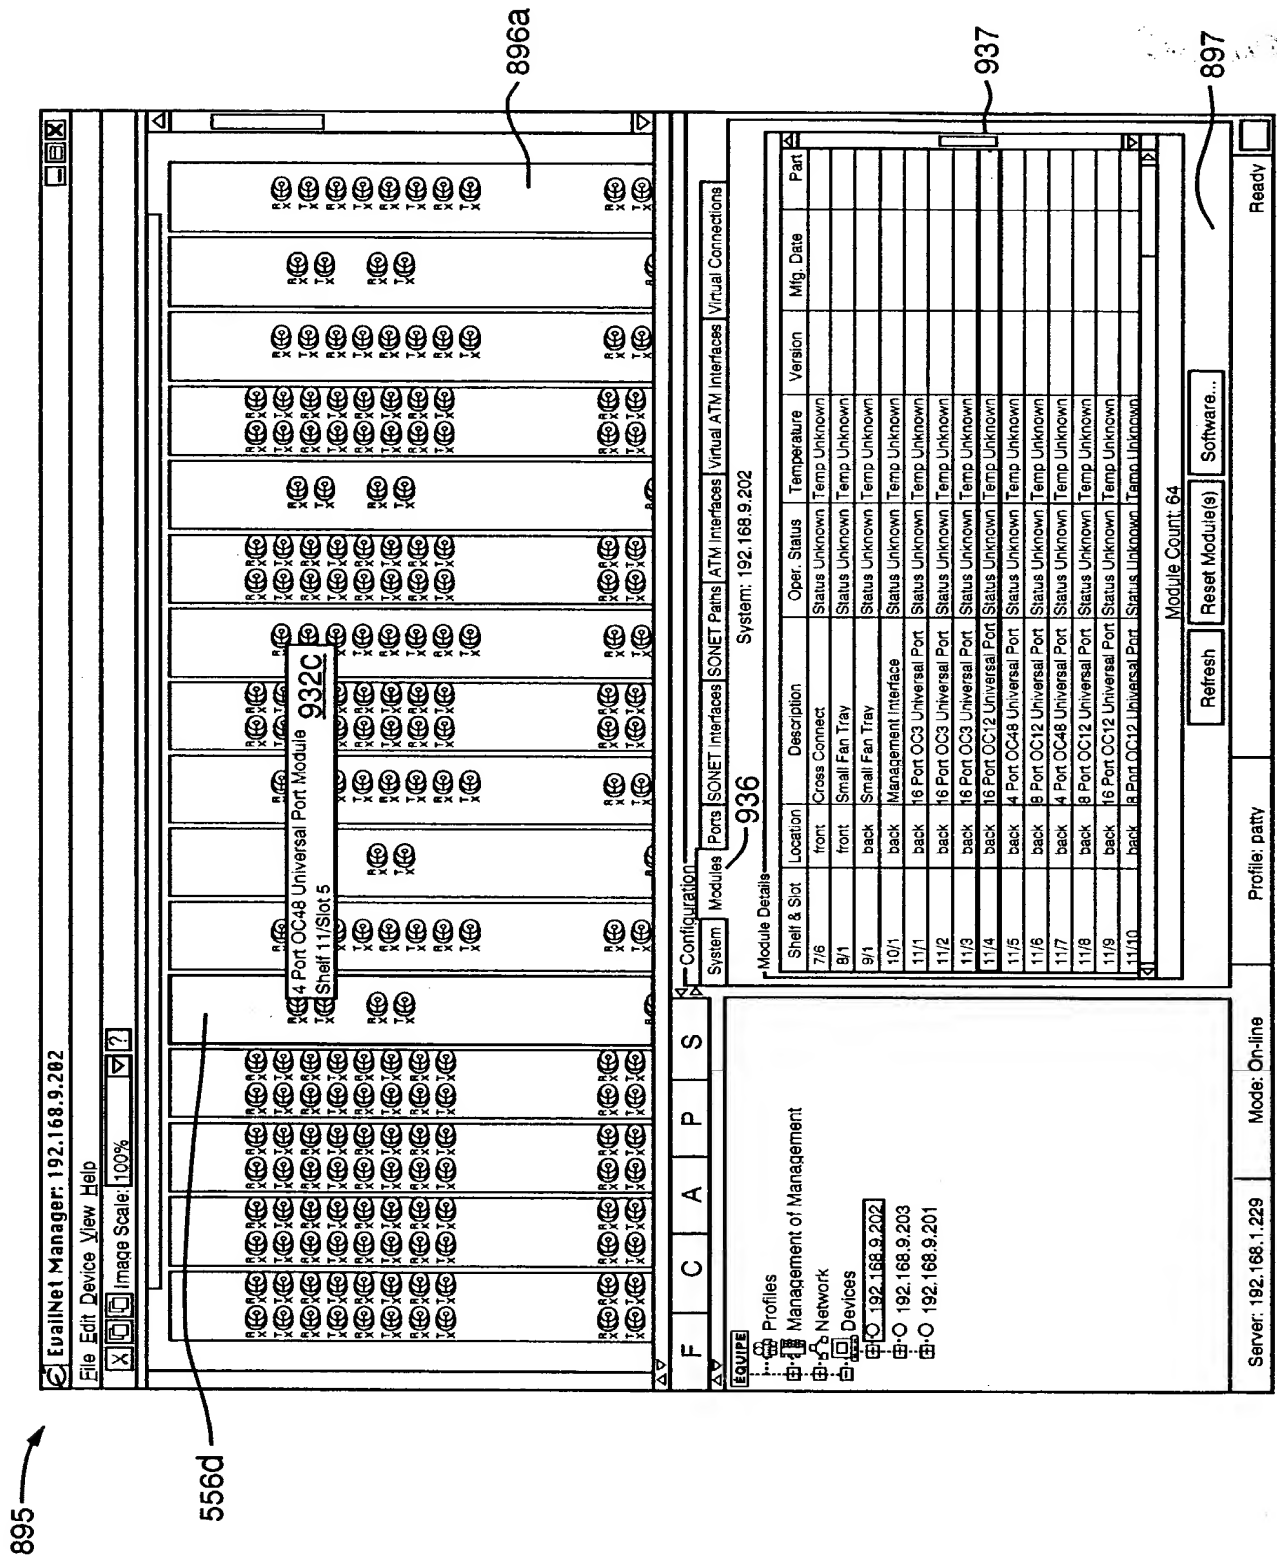 895
EvailNet Manager: 192.168.9.202
File Edit Device View Help
Image Scale: 100% ?
4 Port OC48 Universal Port Module 932C
Shelf 11/Slot 5
556d
896a
F C A P S
EQUIPE
Profiles
Management of Management
Network
Devices
192.168.9.202
192.168.9.203
192.168.9.201
Configuration
System Modules Ports SONET Interfaces SONET Paths ATM Interfaces Virtual ATM Interfaces Virtual Connections
936
System: 192.168.9.202
Module Details
Shelf & Slot Location Description Oper. Status Temperature Version Mfg. Date Part
7/6 front Cross Connect Status Unknown Temp Unknown
8/1 front Small Fan Tray Status Unknown Temp Unknown
9/1 back Small Fan Tray Status Unknown Temp Unknown
10/1 back Management Interface Status Unknown Temp Unknown
11/1 back 16 Port OC3 Universal Port Status Unknown Temp Unknown
11/2 back 16 Port OC3 Universal Port Status Unknown Temp Unknown
11/3 back 16 Port OC3 Universal Port Status Unknown Temp Unknown
11/4 back 16 Port OC12 Universal Port Status Unknown Temp Unknown
11/5 back 4 Port OC48 Universal Port Status Unknown Temp Unknown
11/6 back 8 Port OC12 Universal Port Status Unknown Temp Unknown
11/7 back 4 Port OC48 Universal Port Status Unknown Temp Unknown
11/8 back 8 Port OC12 Universal Port Status Unknown Temp Unknown
11/9 back 16 Port OC12 Universal Port Status Unknown Temp Unknown
11/10 back 8 Port OC12 Universal Port Status Unknown Temp Unknown
937
Module Count: 64
Refresh Reset Module(s) Software...
897
Server: 192.168.1.229 Mode: On-line Profile: patty Ready